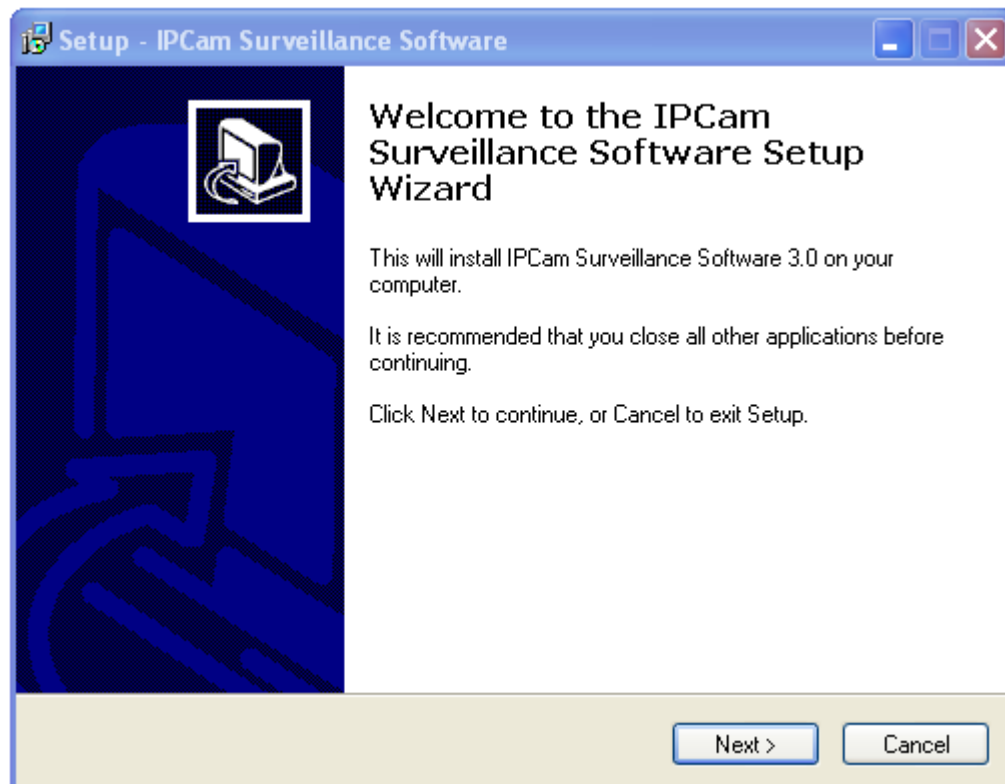 Setup - IPCam Surveillance Software
Welcome to the IPCam
Surveillance Software Setup
Wizard
This will install IPCam Surveillance Software 3.0 on your
computer.
It is recommended that you close all other applications before
continuing.
Click Next to continue, or Cancel to exit Setup.
Next >
Cancel